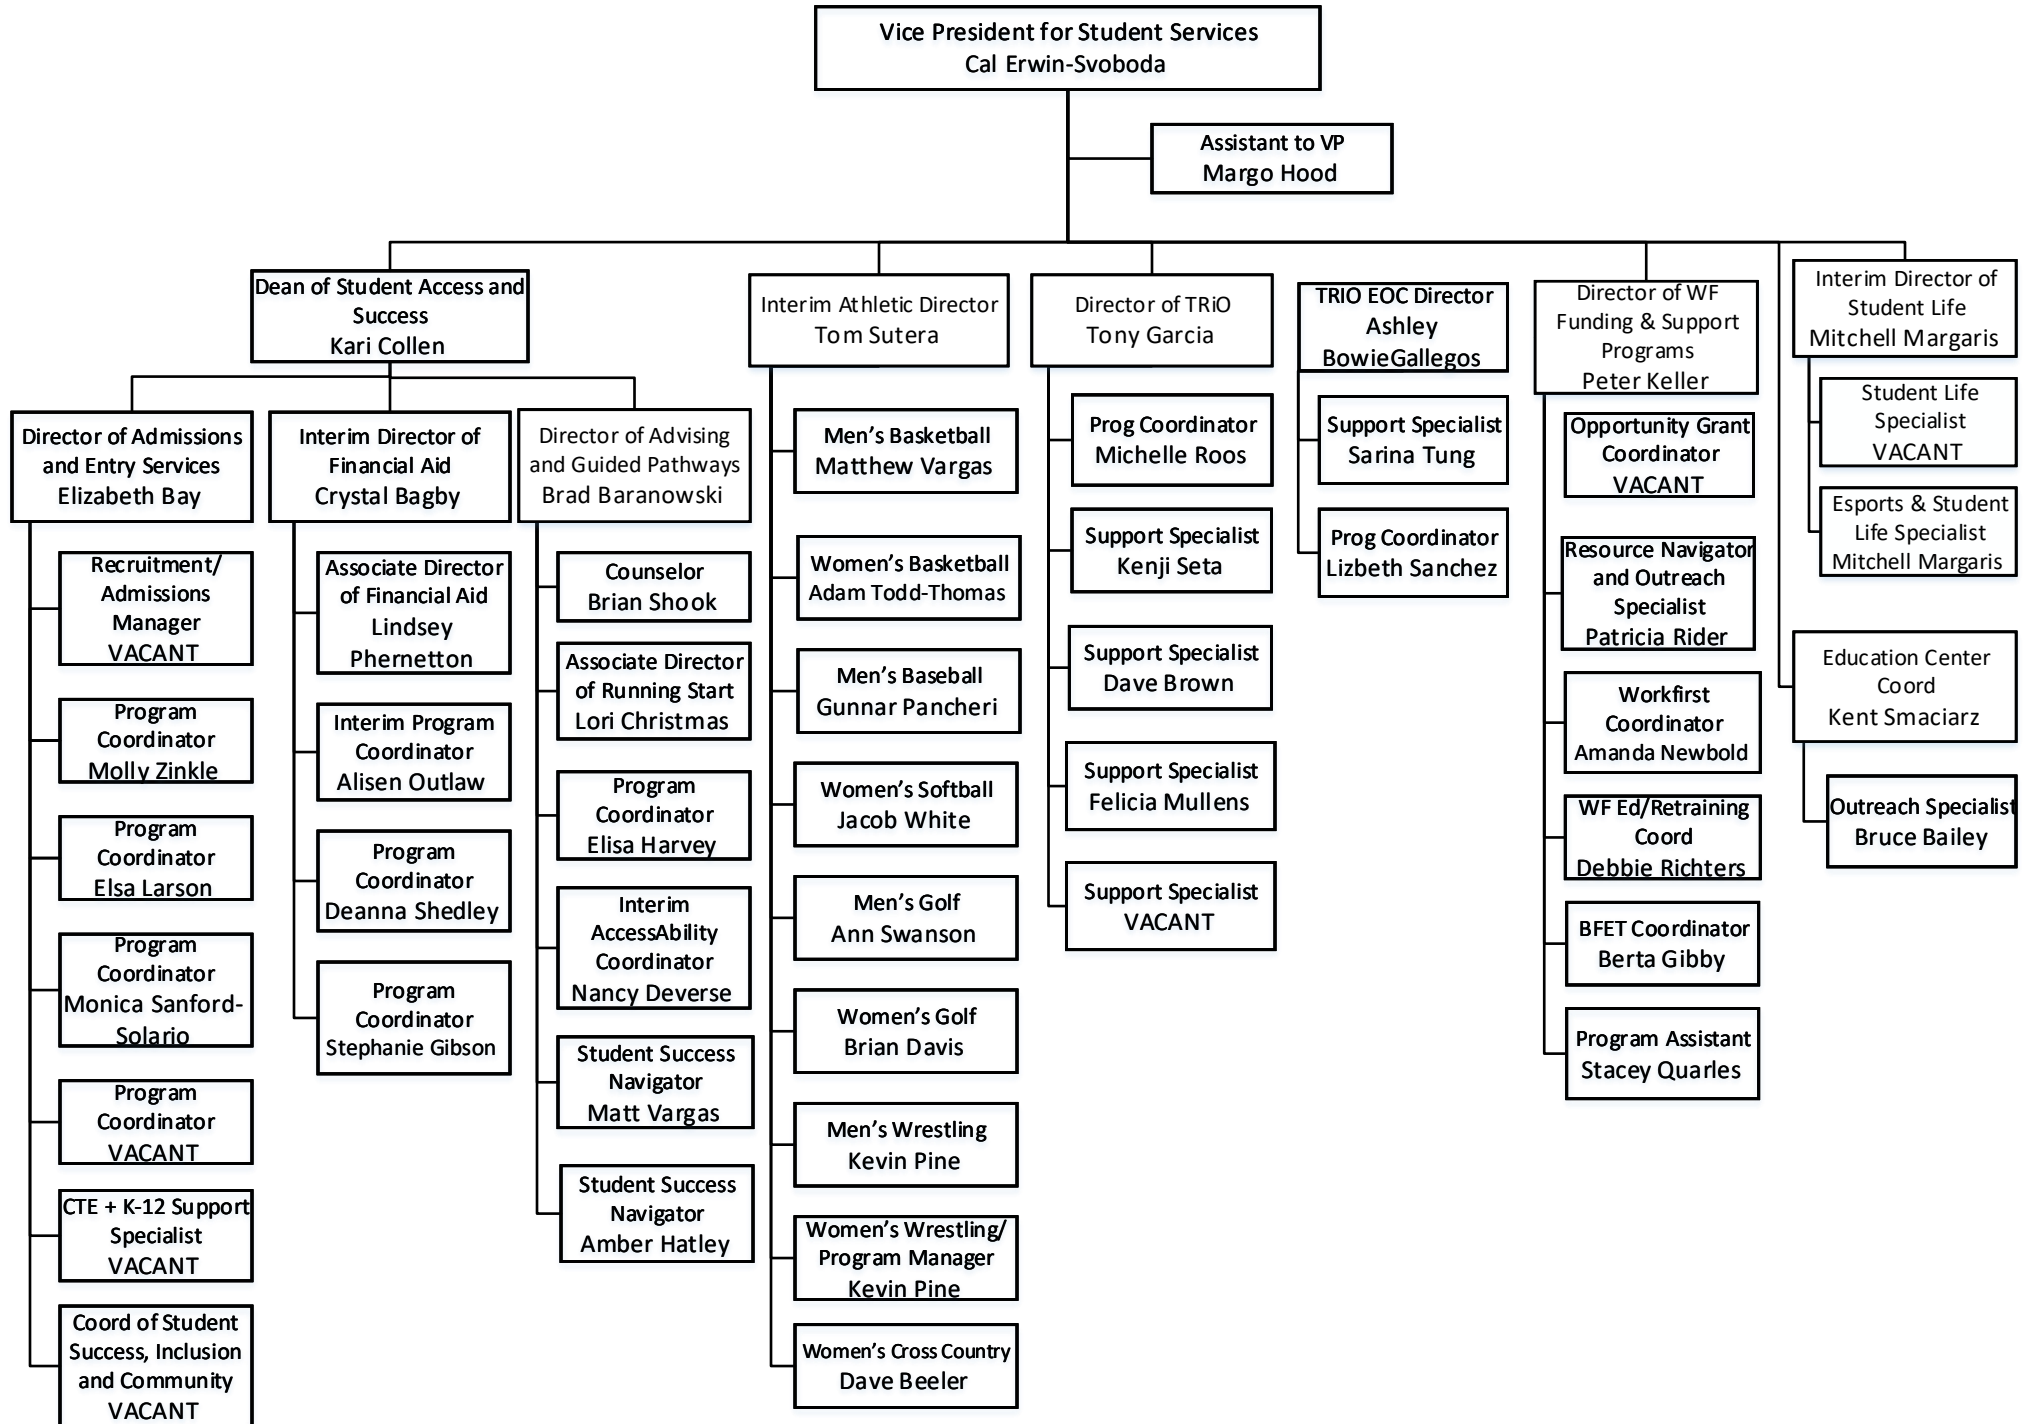 Vice President for Student Services
Cal Erwin-Svoboda
Assistant to VP
Margo Hood
Dean of Student Access and
Success
Kari Collen
Director of Admissions
and Entry Services
Elizabeth Bay
Recruitment/
Admissions
Manager
VACANT
Program
Coordinator
Molly Zinkle
Program
Coordinator
Elsa Larson
Program
Coordinator
Monica Sanford-
Solario
Program
Coordinator
VACANT
CTE + K-12 Support
Specialist
VACANT
Coord of Student
Success, Inclusion
and Community
VACANT
Interim Director of
Financial Aid
Crystal Bagby
Associate Director
of Financial Aid
Lindsey
Phernetton
Interim Program
Coordinator
Alisen Outlaw
Program
Coordinator
Deanna Shedley
Program
Coordinator
Stephanie Gibson
Director of Advising
and Guided Pathways
Brad Baranowski
Counselor
Brian Shook
Associate Director
of Running Start
Lori Christmas
Program
Coordinator
Elisa Harvey
Interim
AccessAbility
Coordinator
Nancy Deverse
Student Success
Navigator
Matt Vargas
Student Success
Navigator
Amber Hatley
Interim Athletic Director
Tom Sutera
Men's Basketball
Matthew Vargas
Women's Basketball
Adam Todd-Thomas
Men's Baseball
Gunnar Pancheri
Women's Softball
Jacob White
Men's Golf
Ann Swanson
Women's Golf
Brian Davis
Men's Wrestling
Kevin Pine
Women's Wrestling/
Program Manager
Kevin Pine
Women's Cross Country
Dave Beeler
Director of TRiO
Tony Garcia
Prog Coordinator
Michelle Roos
Support Specialist
Kenji Seta
Support Specialist
Dave Brown
Support Specialist
Felicia Mullens
Support Specialist
VACANT
TRIO EOC Director
Ashley
BowieGallegos
Support Specialist
Sarina Tung
Prog Coordinator
Lizbeth Sanchez
Director of WF
Funding & Support
Programs
Peter Keller
Opportunity Grant
Coordinator
VACANT
Resource Navigator
and Outreach
Specialist
Patricia Rider
Workfirst
Coordinator
Amanda Newbold
WF Ed/Retraining
Coord
Debbie Richters
BFET Coordinator
Berta Gibby
Program Assistant
Stacey Quarles
Interim Director of
Student Life
Mitchell Margaris
Student Life
Specialist
VACANT
Esports & Student
Life Specialist
Mitchell Margaris
Education Center
Coord
Kent Smaciarz
Outreach Specialist
Bruce Bailey